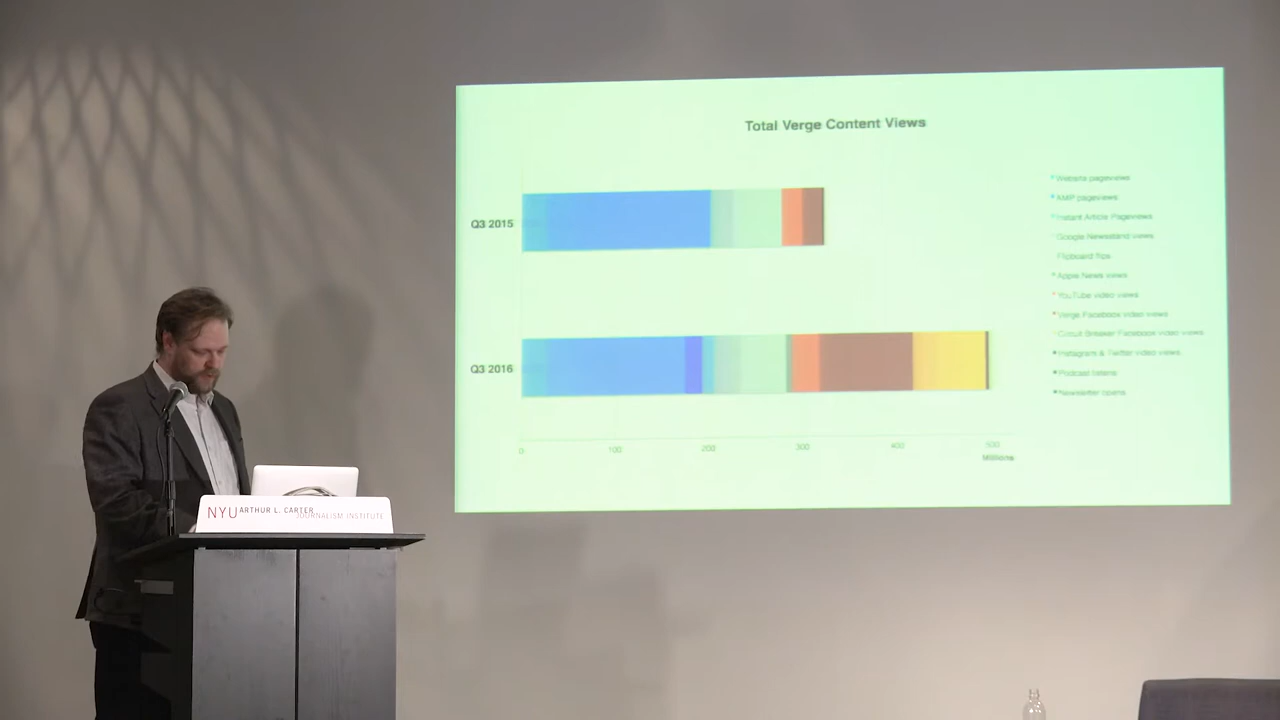 Total Verge Content Views
Q3 2015
Q3 2016
0 100 200 300 400 500
Millions
Website pageviews
AMP pageviews
Instant Article Pageviews
Google Newsstand views
Flipboard flips
Apple News views
YouTube video views
Verge Facebook video views
Circuit Breaker Facebook video views
Instagram & Twitter video views
Podcast listens
Newsletter opens
NYU ARTHUR L. CARTER
JOURNALISM INSTITUTE